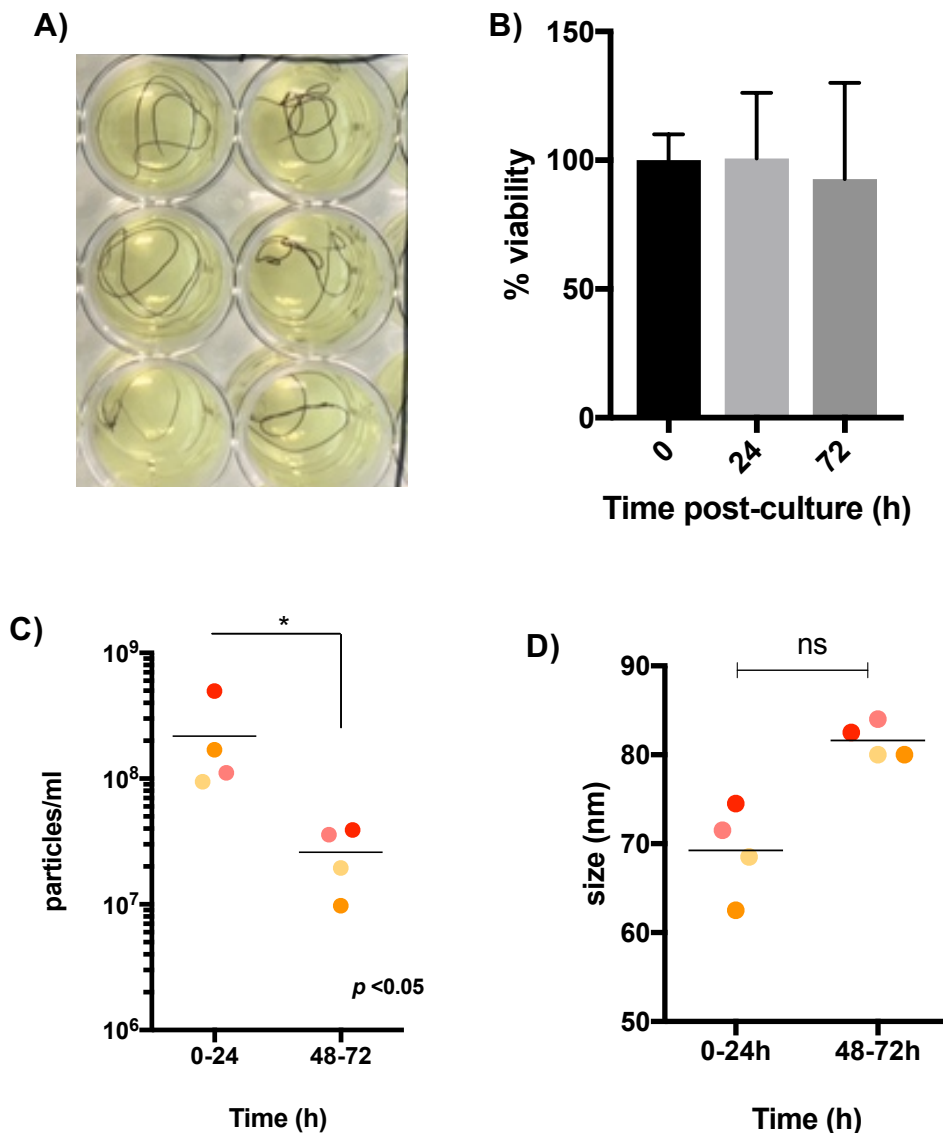 A)
B)
150
100
50
0
% viability
0
24
72
Time post-culture (h)
C)
*
10⁹
10⁸
10⁷
10⁶
particles/ml
p <0.05
0-24
48-72
Time (h)
D)
ns
90
80
70
60
50
size (nm)
0-24h
48-72h
Time (h)